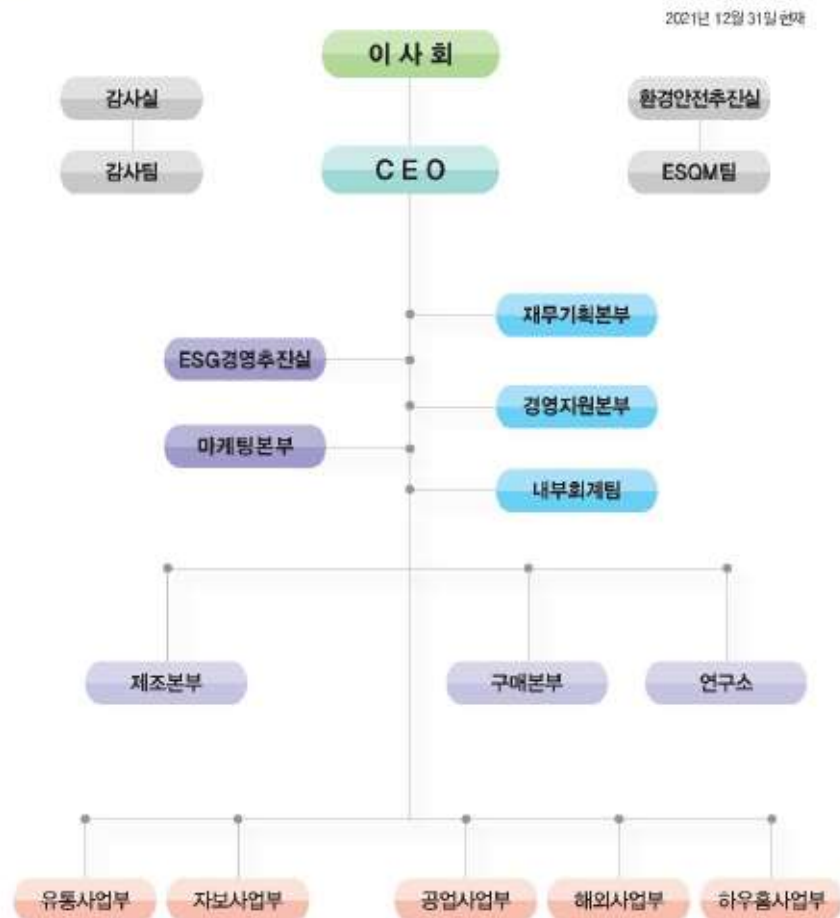 2021년 12월 31일 현재
이사회
감사실
환경안전추진실
감사팀
CEO
ESQM팀
재무기획본부
ESG경영추진실
경영지원본부
마케팅본부
내부회계팀
제조본부
구매본부
연구소
유통사업부
자보사업부
공업사업부
해외사업부
하우홈사업부